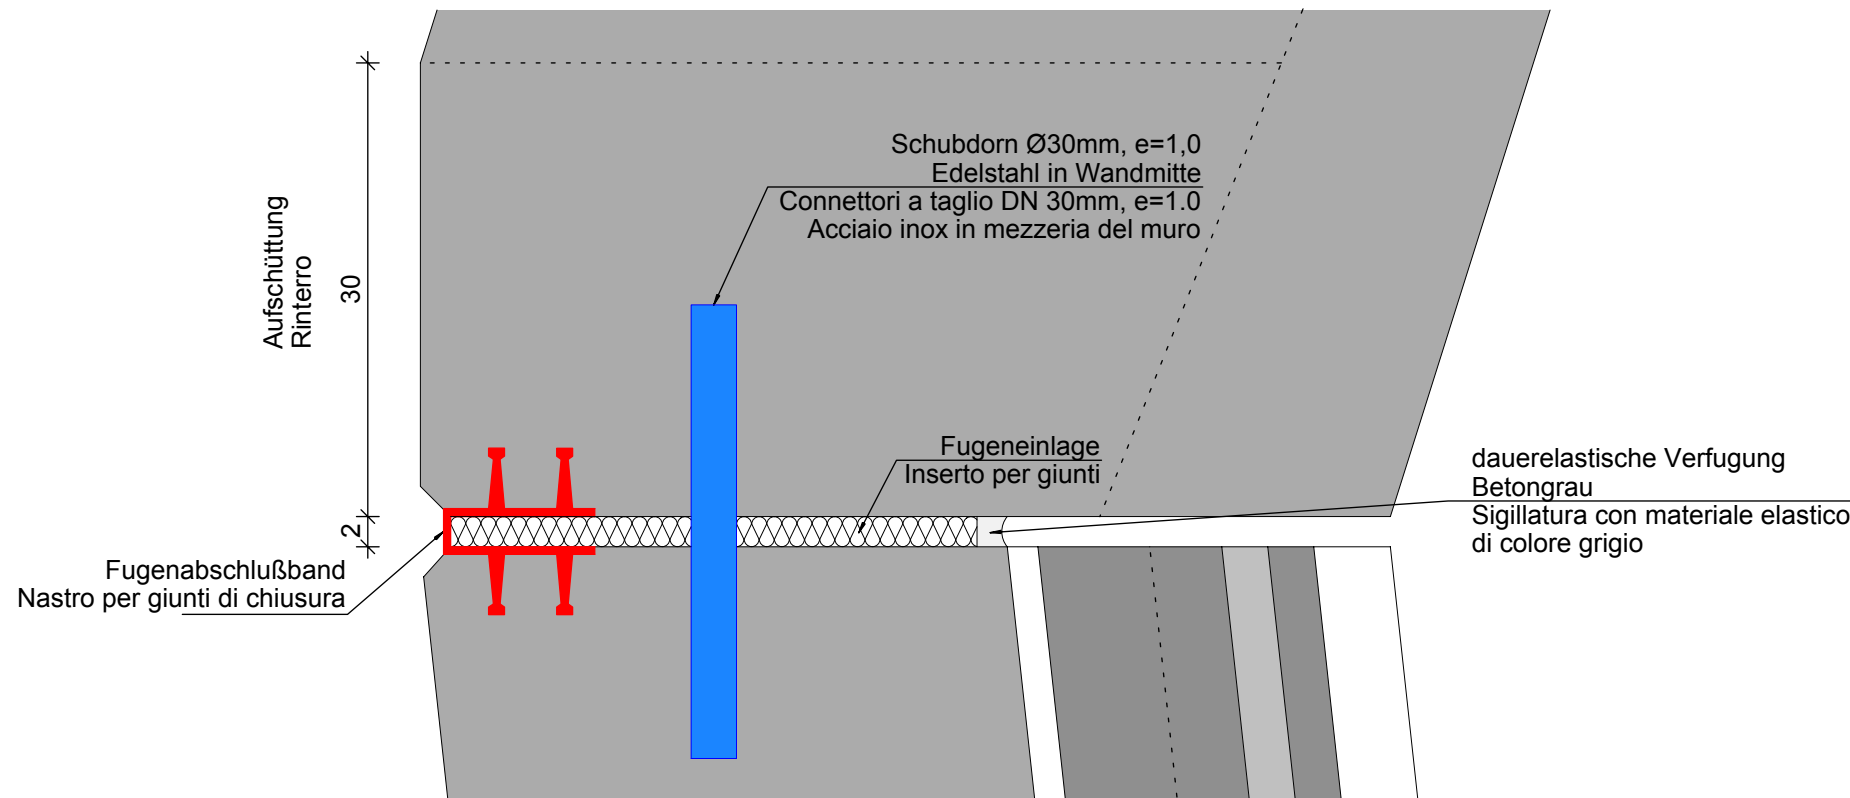 Schubdorn Ø30mm, e=1,0
Edelstahl in Wandmitte
Connettori a taglio DN 30mm, e=1.0
Acciaio inox in mezzeria del muro
Aufschüttung
Rinterro
30
Fugeneinlage
Inserto per giunti
dauerelastische Verfugung
Betongrau
Sigillatura con materiale elastico
di colore grigio
2
Fugenabschlußband
Nastro per giunti di chiusura